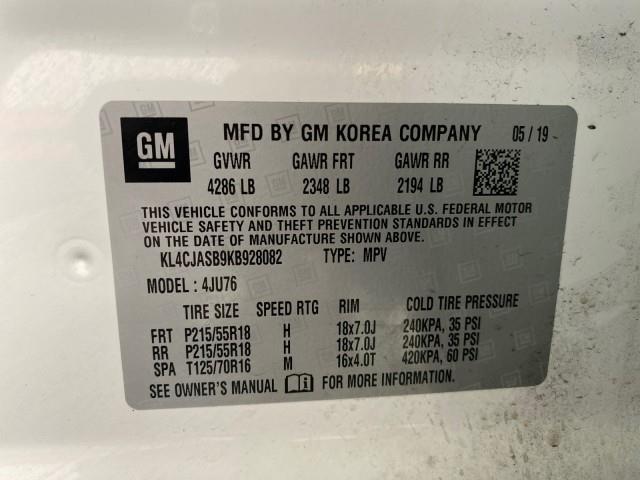 GM MFD BY GM KOREA COMPANY 05 / 19
GVWR GAWR FRT GAWR RR
4286 LB 2348 LB 2194 LB
THIS VEHICLE CONFORMS TO ALL APPLICABLE U.S. FEDERAL MOTOR
VEHICLE SAFETY AND THEFT PREVENTION STANDARDS IN EFFECT ON
THE DATE OF MANUFACTURE SHOWN ABOVE.
KL4CJASB9KB928082 TYPE: MPV
MODEL : 4JU76
TIRE SIZE SPEED RTG RIM COLD TIRE PRESSURE
FRT P215/55R18 H 18x7.0J 240KPA, 35 PSI
RR P215/55R18 H 18x7.0J 240KPA, 35 PSI
SPA T125/70R16 M 16x4.0T 420KPA, 60 PSI
SEE OWNER'S MANUAL FOR MORE INFORMATION.